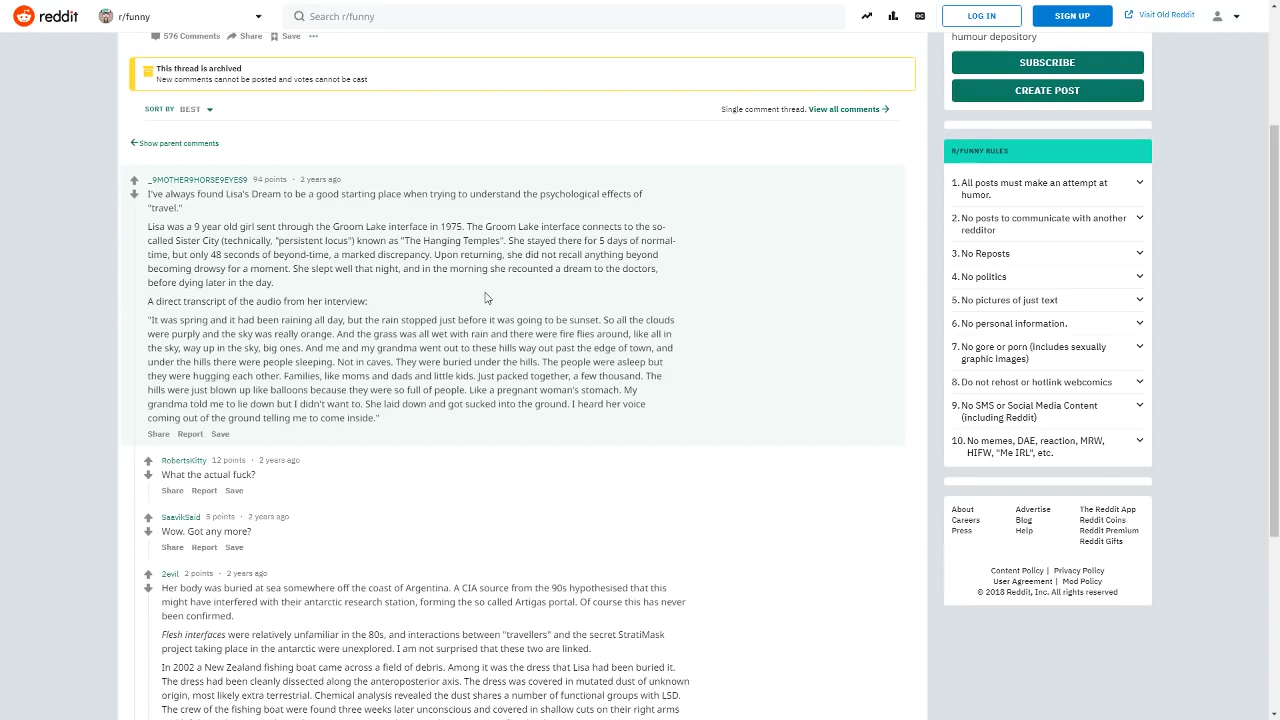 reddit
r/funny
Search r/funny
LOG IN
SIGN UP
Visit Old Reddit
576 Comments
Share
Save
This thread is archived
New comments cannot be posted and votes cannot be cast
SORT BY BEST
Single comment thread. View all comments
Show parent comments
_9MOTHER9HORSE9EYES9 94 points · 2 years ago
I've always found Lisa's Dream to be a good starting place when trying to understand the psychological effects of
"travel."
Lisa was a 9 year old girl sent through the Groom Lake interface in 1975. The Groom Lake interface connects to the so-
called Sister City (technically, "persistent locus") known as "The Hanging Temples". She stayed there for 5 days of normal-
time, but only 48 seconds of beyond-time, a marked discrepancy. Upon returning, she did not recall anything beyond
becoming drowsy for a moment. She slept well that night, and in the morning she recounted a dream to the doctors,
before dying later in the day.
A direct transcript of the audio from her interview:
"It was spring and it had been raining all day, but the rain stopped just before it was going to be sunset. So all the clouds
were purply and the sky was really orange. And the grass was all wet with rain and there were fire flies around, like all in
the sky, way up in the sky, big ones. And me and my grandma went out to these hills way out past the edge of town, and
under the hills there were people sleeping. Not in caves. They were buried under the hills. The people were asleep but
they were hugging each other. Families, like moms and dads and little kids. Just packed together, a few thousand. The
hills were just blown up like balloons because they were so full of people. Like a pregnant woman's stomach. My
grandma told me to lie down but I didn't want to. She laid down and got sucked into the ground. I heard her voice
coming out of the ground telling me to come inside."
Share Report Save
RobertsKitty 12 points · 2 years ago
What the actual fuck?
Share Report Save
SaavikSaid 5 points · 2 years ago
Wow. Got any more?
Share Report Save
2evil 2 points · 2 years ago
Her body was buried at sea somewhere off the coast of Argentina. A CIA source from the 90s hypothesised that this
might have interfered with their antarctic research station, forming the so called Artigas portal. Of course this has never
been confirmed.
Flesh interfaces were relatively unfamiliar in the 80s, and interactions between "travellers" and the secret StratiMask
project taking place in the antarctic were unexplored. I am not surprised that these two are linked.
In 2002 a New Zealand fishing boat came across a field of debris. Among it was the dress that Lisa had been buried it.
The dress had been cleanly dissected along the anteroposterior axis. The dress was covered in mutated dust of unknown
origin, most likely extra terrestrial. Chemical analysis revealed the dust shares a number of functional groups with LSD.
The crew of the fishing boat were found three weeks later unconscious and covered in shallow cuts on their right arms
humour depository
SUBSCRIBE
CREATE POST
R/FUNNY RULES
1. All posts must make an attempt at
humor.
2. No posts to communicate with another
redditor
3. No Reposts
4. No politics
5. No pictures of just text
6. No personal information.
7. No gore or porn (includes sexually
graphic images)
8. Do not rehost or hotlink webcomics
9. No SMS or Social Media Content
(including Reddit)
10. No memes, DAE, reaction, MRW,
HIFW, "Me IRL", etc.
About Advertise The Reddit App
Careers Blog Reddit Coins
Press Help Reddit Premium
Reddit Gifts
Content Policy | Privacy Policy
User Agreement | Mod Policy
© 2018 Reddit, Inc. All rights reserved